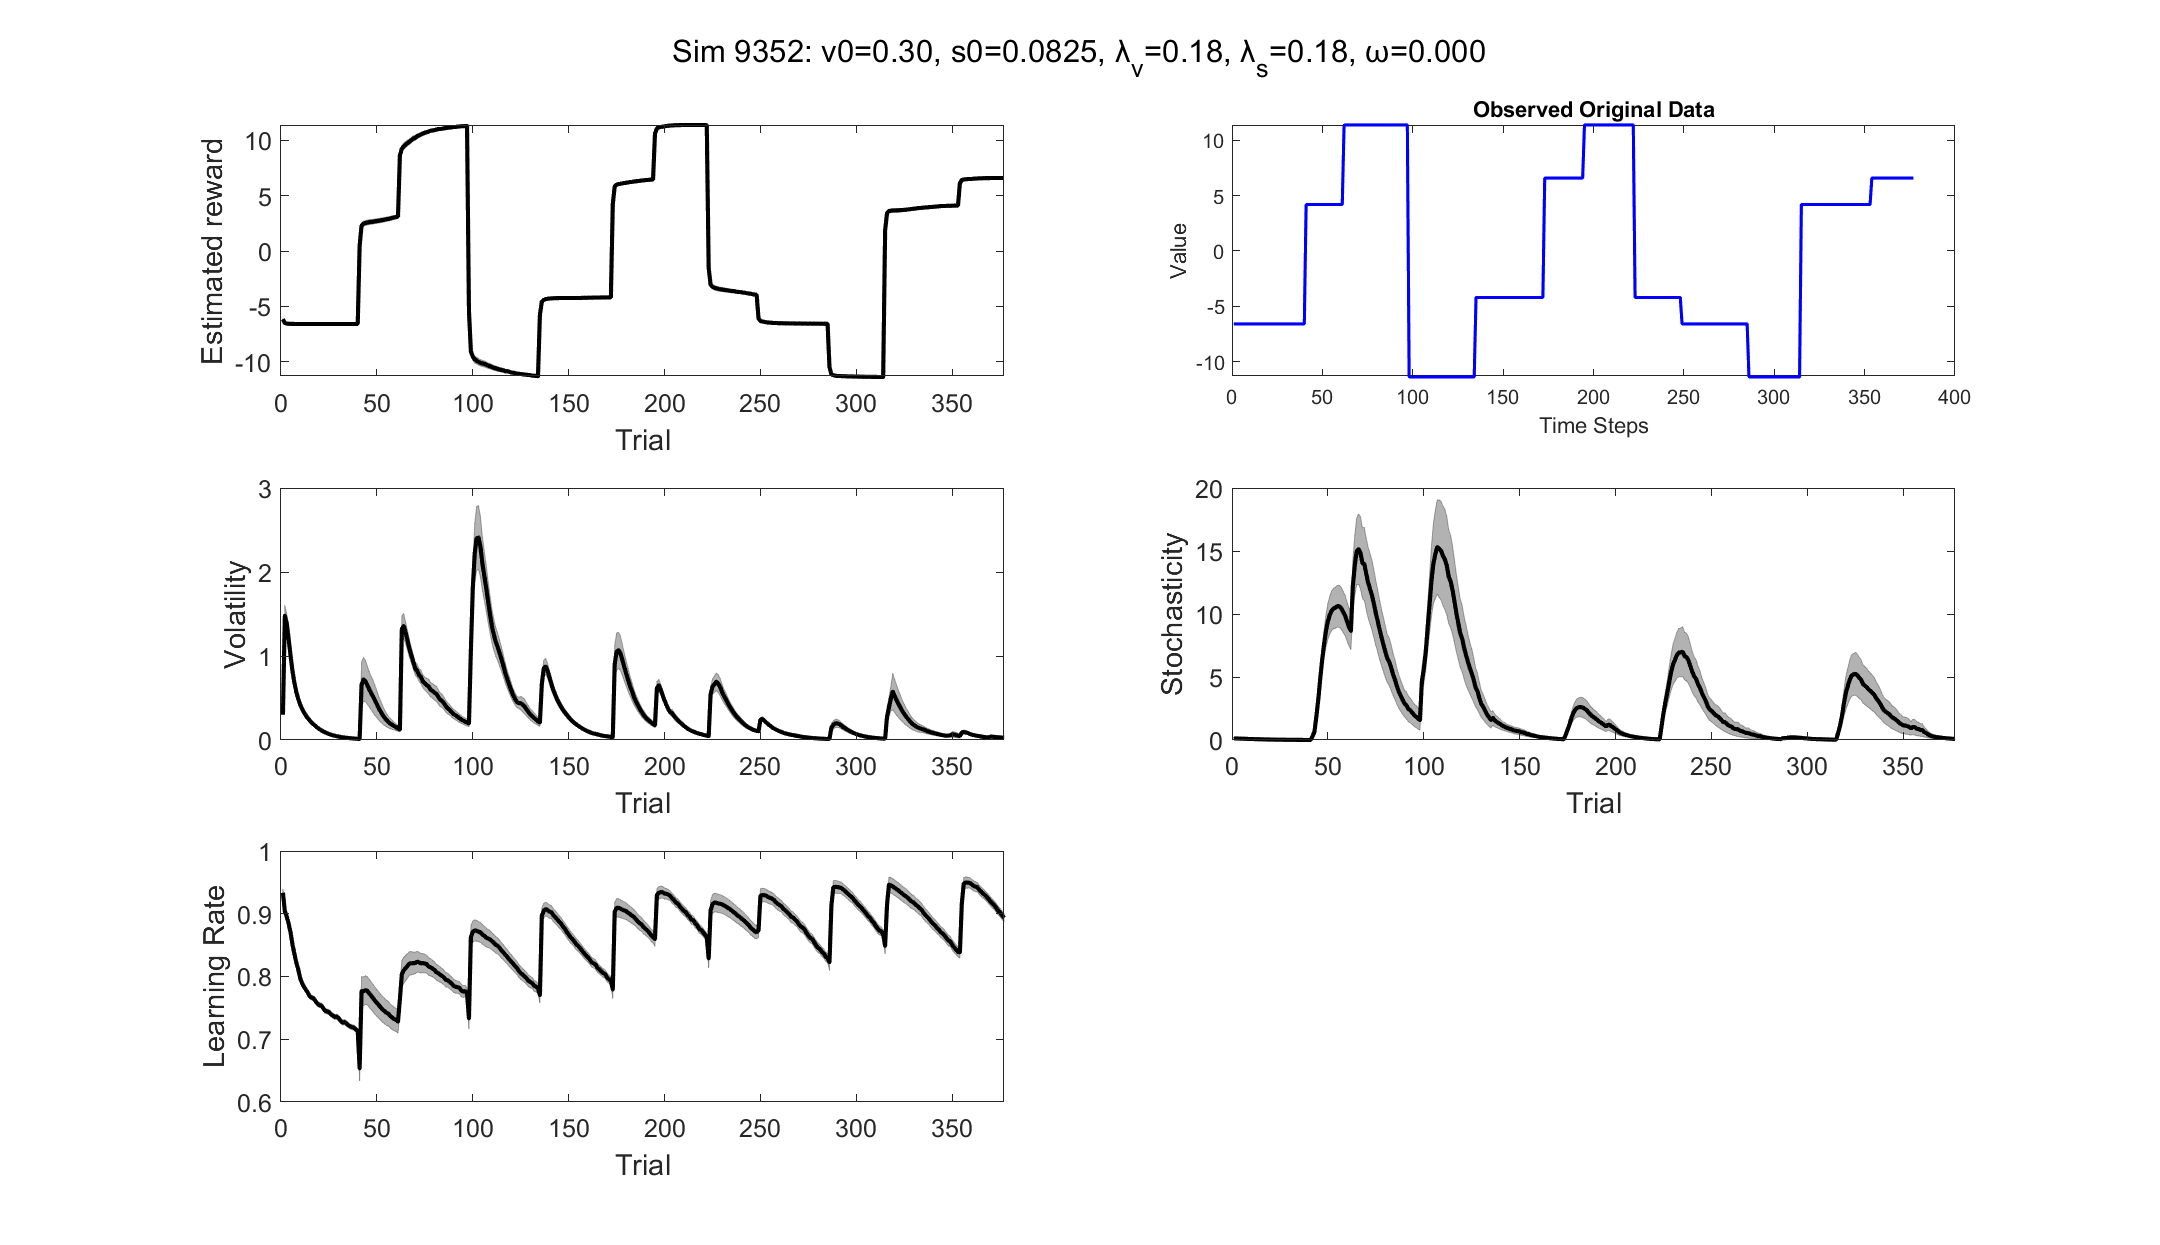 Sim 9352: v0=0.30, s0=0.0825, λv=0.18, λs=0.18, ω=0.000
Estimated reward
10
5
0
-5
-10
0 50 100 150 200 250 300 350
Trial
Observed Original Data
Value
10
5
0
-5
-10
0 50 100 150 200 250 300 350 400
Time Steps
Volatility
3
2
1
0
0 50 100 150 200 250 300 350
Trial
Stochasticity
20
15
10
5
0
0 50 100 150 200 250 300 350
Trial
Learning Rate
1
0.9
0.8
0.7
0.6
0 50 100 150 200 250 300 350
Trial